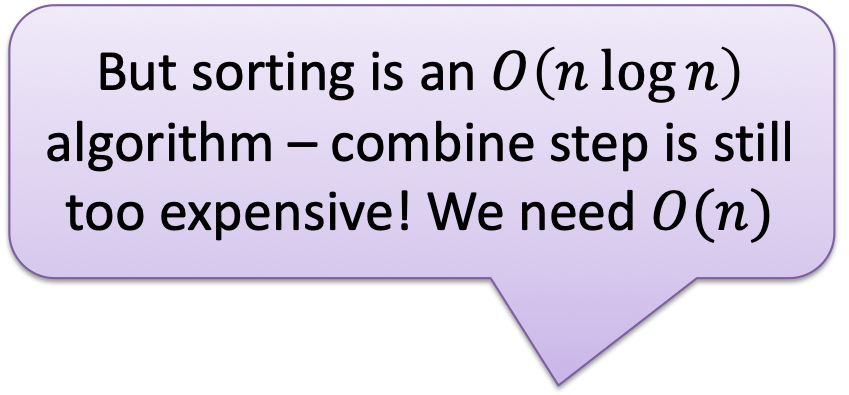 But sorting is an O(n log n)
algorithm – combine step is still
too expensive! We need O(n)